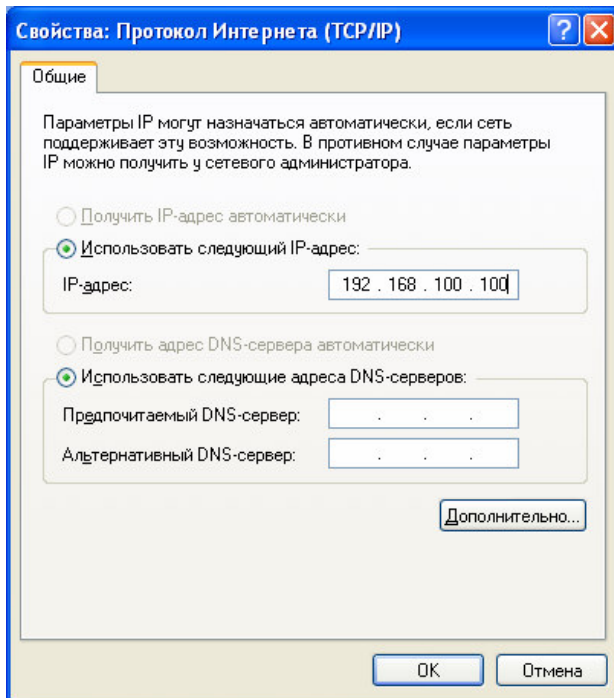 Свойства: Протокол Интернета (TCP/IP)
Общие
Параметры IP могут назначаться автоматически, если сеть
поддерживает эту возможность. В противном случае параметры
IP можно получить у сетевого администратора.
Получить IP-адрес автоматически
Использовать следующий IP-адрес:
IP-адрес: 192 . 168 . 100 . 100
Получить адрес DNS-сервера автоматически
Использовать следующие адреса DNS-серверов:
Предпочитаемый DNS-сервер: . . .
Альтернативный DNS-сервер: . . .
Дополнительно...
OK Отмена